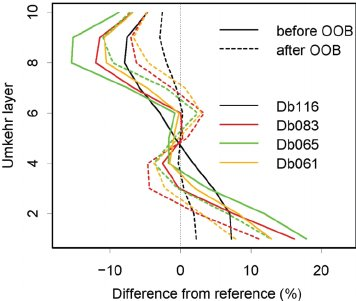 10
8
6
4
2
Umkehr layer
before OOB
after OOB
Db116
Db083
Db065
Db061
−10
0
10
20
Difference from reference (%)